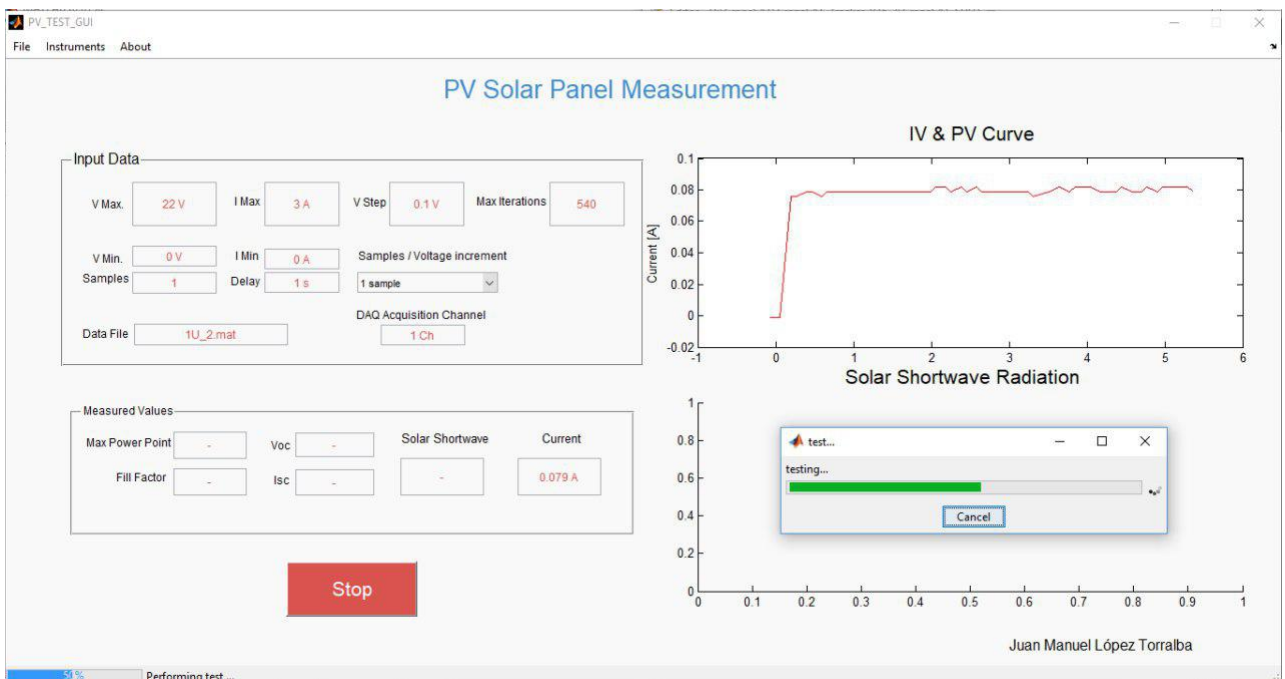 PV_TEST_GUI
File Instruments About
PV Solar Panel Measurement
Input Data
V Max. 22 V I Max 3 A V Step 0.1 V Max Iterations 540
V Min. 0 V I Min 0 A Samples / Voltage increment
Samples 1 Delay 1 s 1 sample
DAQ Acquisition Channel
Data File 1U_2.mat 1 Ch
IV & PV Curve
Current [A]
0.1
0.08
0.06
0.04
0.02
0
-0.02
-1 0 1 2 3 4 5 6
Measured Values
Max Power Point - Voc - Solar Shortwave Current
Fill Factor - Isc - - 0.079 A
Stop
Solar Shortwave Radiation
1
0.8
0.6
0.4
0.2
0
0 0.1 0.2 0.3 0.4 0.5 0.6 0.7 0.8 0.9 1
test...
testing...
Cancel
Juan Manuel López Torralba
50% Performing test ...